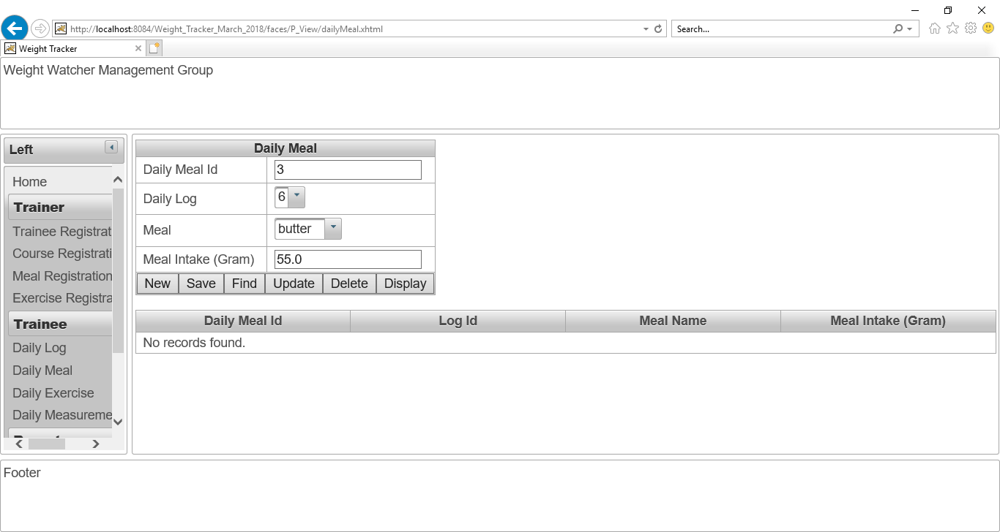 http://localhost:8084/Weight_Tracker_March_2018/faces/P_View/dailyMeal.xhtml
Search...
Weight Tracker
Weight Watcher Management Group
Left
Home
Trainer
Trainee Registrat
Course Registrati
Meal Registration
Exercise Registra
Trainee
Daily Log
Daily Meal
Daily Exercise
Daily Measureme
Daily Meal
Daily Meal Id 3
Daily Log 6
Meal butter
Meal Intake (Gram) 55.0
New Save Find Update Delete Display
Daily Meal Id Log Id Meal Name Meal Intake (Gram)
No records found.
Footer